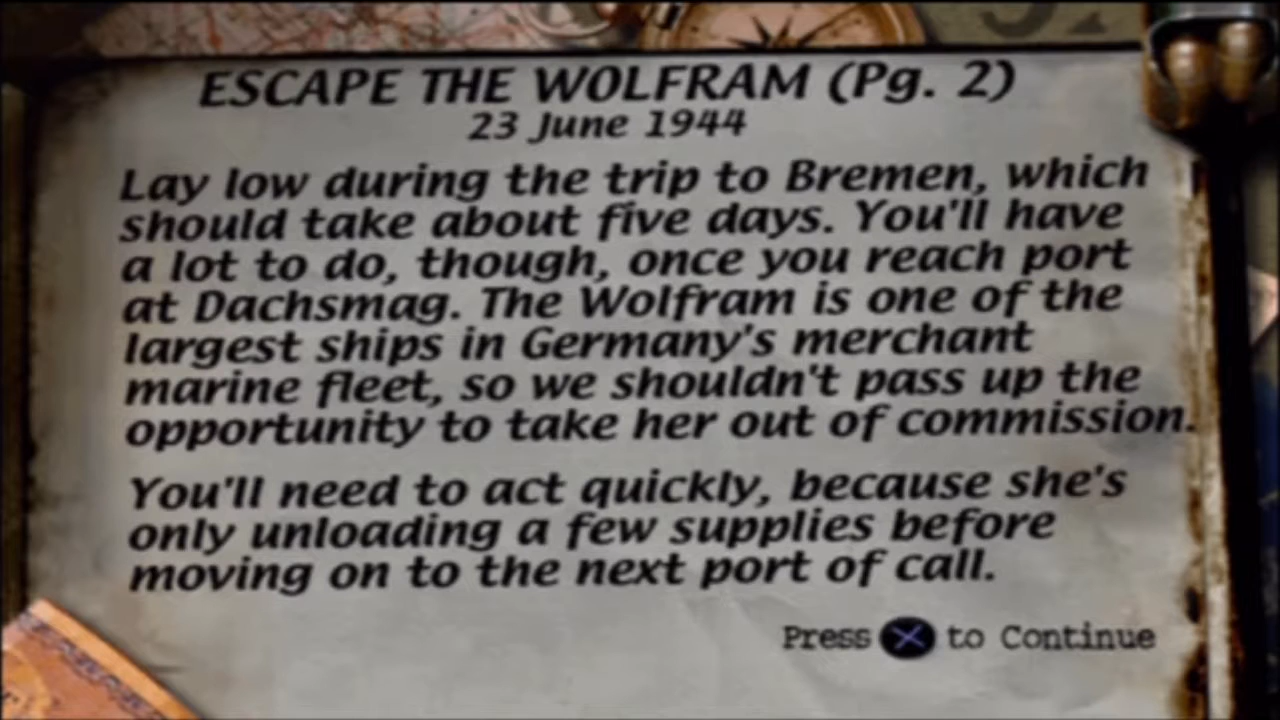 ESCAPE THE WOLFRAM (Pg. 2)
23 June 1944
Lay low during the trip to Bremen, which
should take about five days. You'll have
a lot to do, though, once you reach port
at Dachsmag. The Wolfram is one of the
largest ships in Germany's merchant
marine fleet, so we shouldn't pass up the
opportunity to take her out of commission.
You'll need to act quickly, because she's
only unloading a few supplies before
moving on to the next port of call.
Press X to Continue